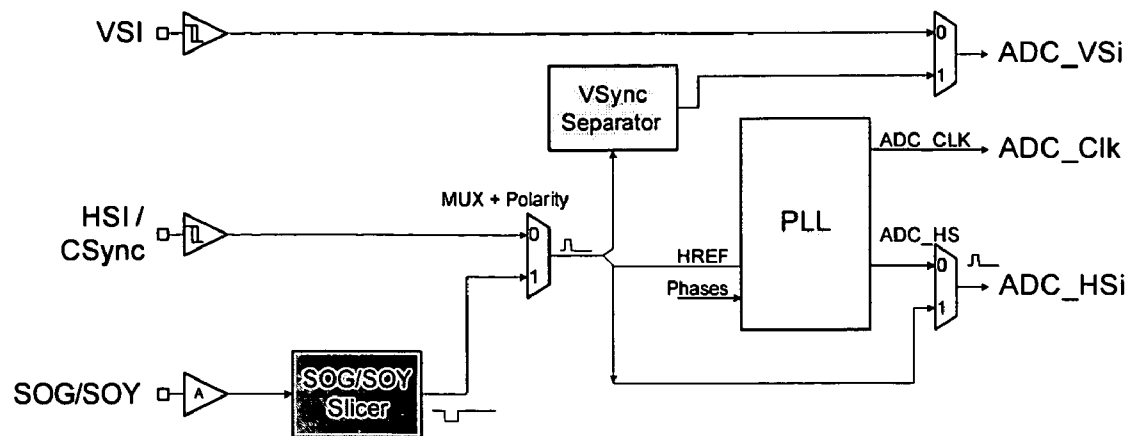 VSI
0
1
ADC_VSi
VSync
Separator
ADC_CLK
ADC_Clk
MUX + Polarity
HSI /
CSync
0
1
PLL
HREF
Phases
ADC_HS
0
1
ADC_HSi
SOG/SOY
A
SOG/SOY
Slicer